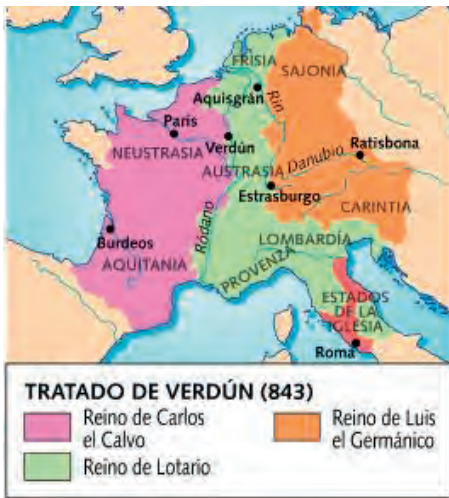 FRISIA
SAJONIA
Aquisgrán
Rin
París
Verdún
Ratisbona
NEUSTRASIA
AUSTRASIA
Danubio
Estrasburgo
CARINTIA
Ródano
LOMBARDÍA
Burdeos
AQUITANIA
PROVENZA
ESTADOS
DE LA
IGLESIA
Roma
TRATADO DE VERDÚN (843)
Reino de Carlos
el Calvo
Reino de Luis
el Germánico
Reino de Lotario